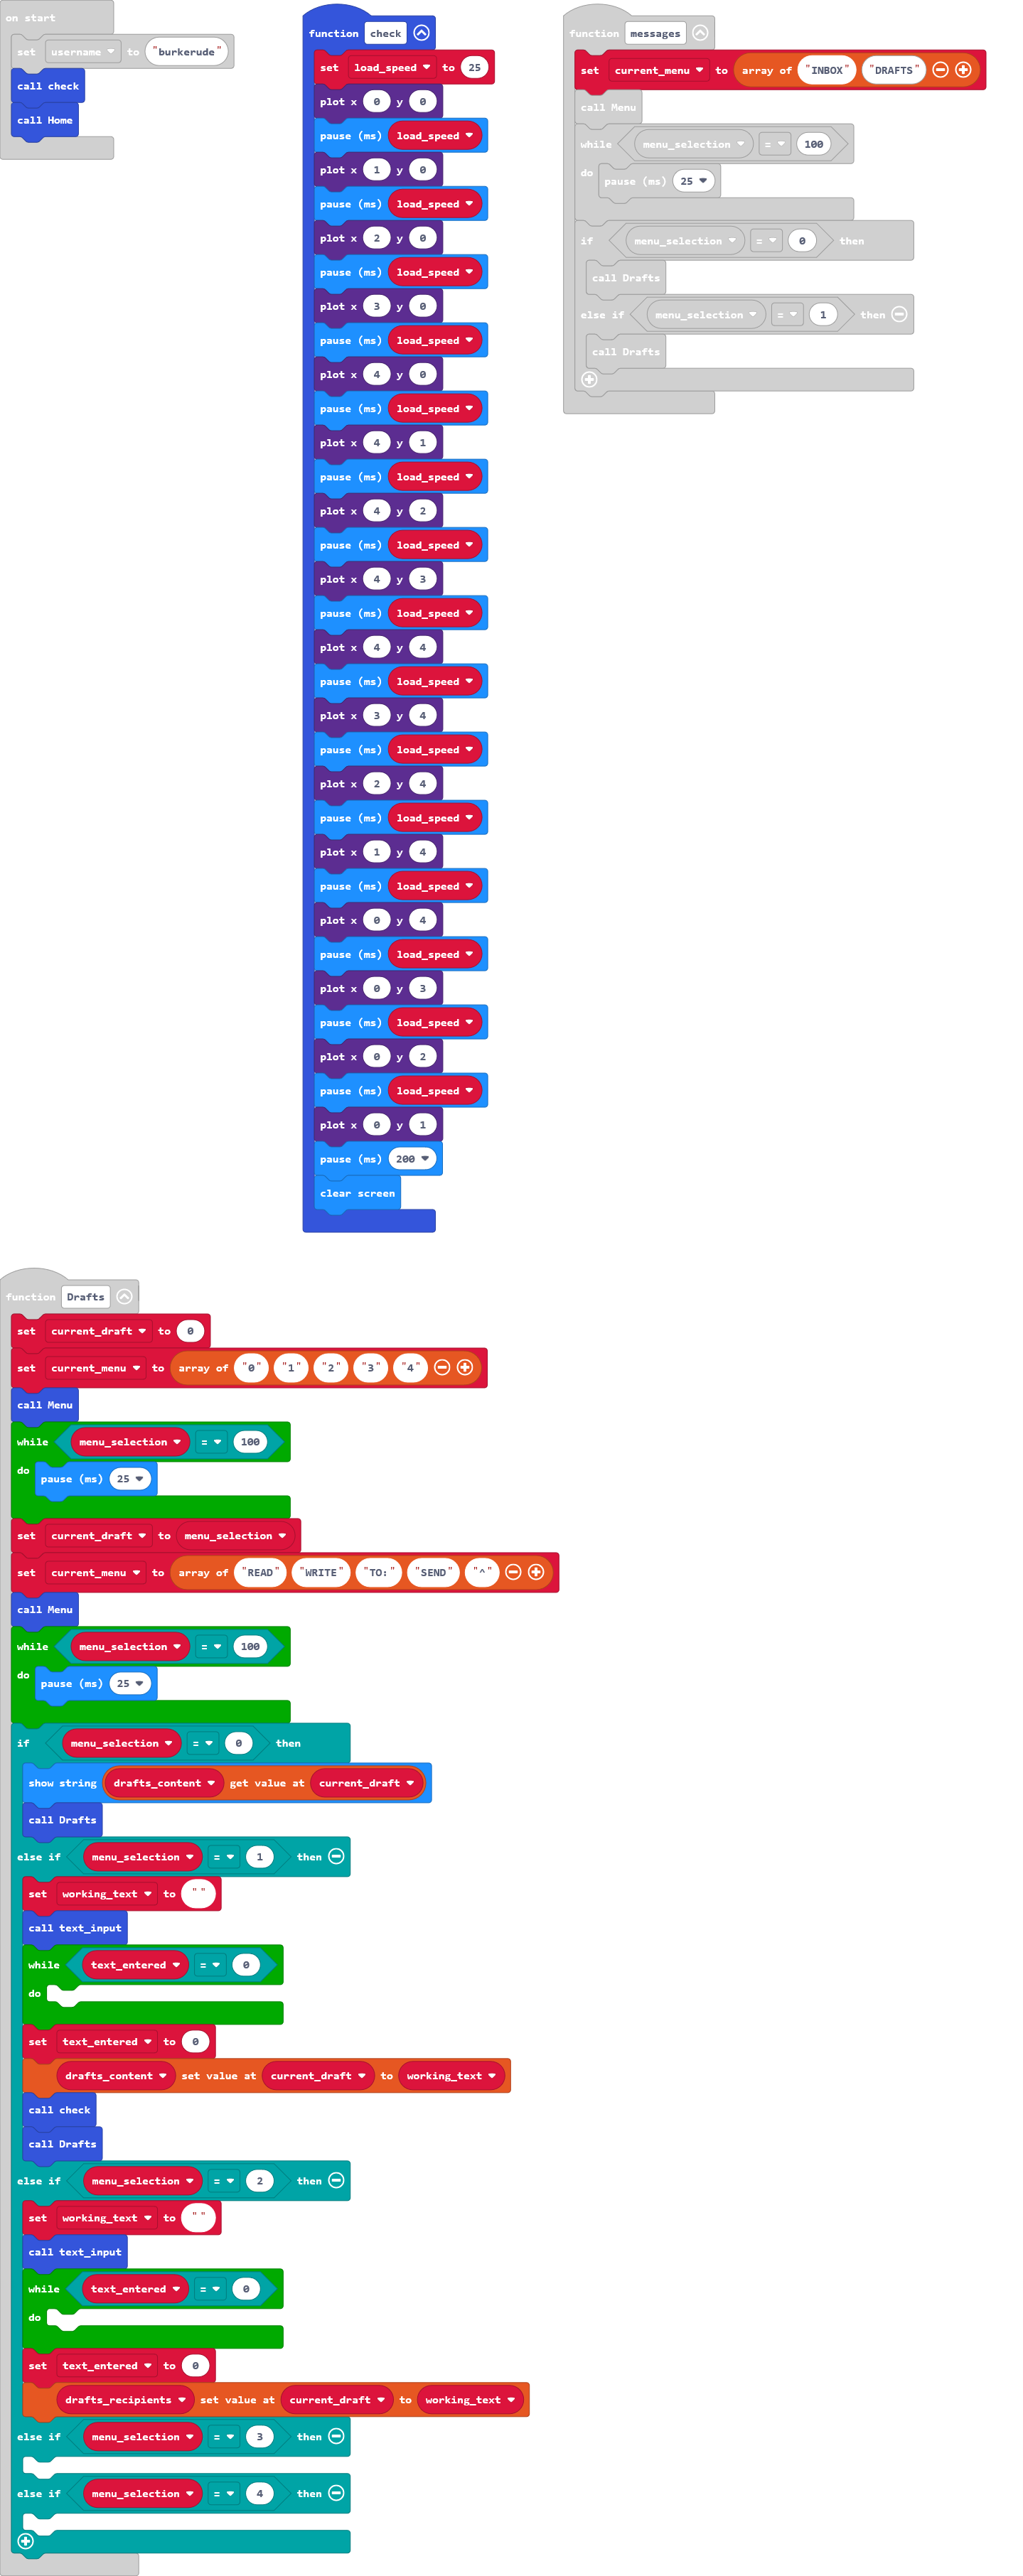 on start
set username to "burkerude"
call check
call Home
function check
set load_speed to 25
plot x 0 y 0
pause (ms) load_speed
plot x 1 y 0
pause (ms) load_speed
plot x 2 y 0
pause (ms) load_speed
plot x 3 y 0
pause (ms) load_speed
plot x 4 y 0
pause (ms) load_speed
plot x 4 y 1
pause (ms) load_speed
plot x 4 y 2
pause (ms) load_speed
plot x 4 y 3
pause (ms) load_speed
plot x 4 y 4
pause (ms) load_speed
plot x 3 y 4
pause (ms) load_speed
plot x 2 y 4
pause (ms) load_speed
plot x 1 y 4
pause (ms) load_speed
plot x 0 y 4
pause (ms) load_speed
plot x 0 y 3
pause (ms) load_speed
plot x 0 y 2
pause (ms) load_speed
plot x 0 y 1
pause (ms) 200
clear screen
function messages
set current_menu to array of "INBOX" "DRAFTS"
call Menu
while menu_selection = 100
do pause (ms) 25
if menu_selection = 0 then
call Drafts
else if menu_selection = 1 then
call Drafts
function Drafts
set current_draft to 0
set current_menu to array of "0" "1" "2" "3" "4"
call Menu
while menu_selection = 100
do pause (ms) 25
set current_draft to menu_selection
set current_menu to array of "READ" "WRITE" "TO:" "SEND" "^"
call Menu
while menu_selection = 100
do pause (ms) 25
if menu_selection = 0 then
show string drafts_content get value at current_draft
call Drafts
else if menu_selection = 1 then
set working_text to " "
call text_input
while text_entered = 0
do
set text_entered to 0
drafts_content set value at current_draft to working_text
call check
call Drafts
else if menu_selection = 2 then
set working_text to " "
call text_input
while text_entered = 0
do
set text_entered to 0
drafts_recipients set value at current_draft to working_text
else if menu_selection = 3 then
else if menu_selection = 4 then